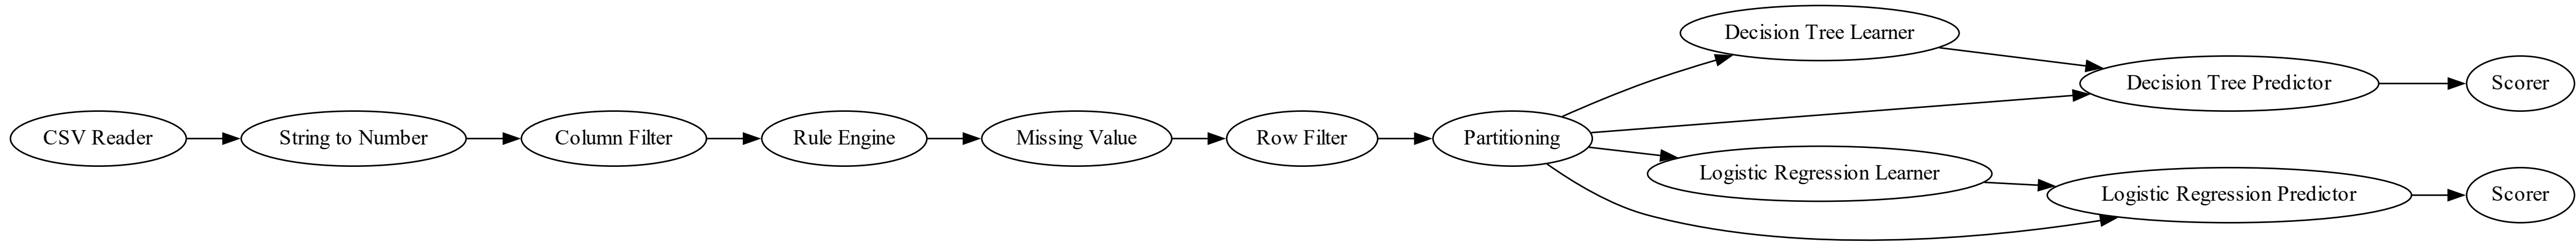 CSV Reader
String to Number
Column Filter
Rule Engine
Missing Value
Row Filter
Partitioning
Decision Tree Learner
Decision Tree Predictor
Scorer
Logistic Regression Learner
Logistic Regression Predictor
Scorer